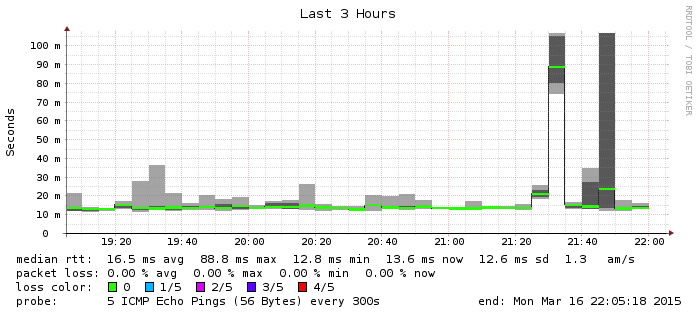 Last 3 Hours
RRDTOOL / TOBI OETIKER
Seconds
100 m
90 m
80 m
70 m
60 m
50 m
40 m
30 m
20 m
10 m
0
19:20 19:40 20:00 20:20 20:40 21:00 21:20 21:40 22:00
median rtt: 16.5 ms avg 88.8 ms max 12.8 ms min 13.6 ms now 12.6 ms sd 1.3 am/s
packet loss: 0.00 % avg 0.00 % max 0.00 % min 0.00 % now
loss color: 0 1/5 2/5 3/5 4/5
probe: 5 ICMP Echo Pings (56 Bytes) every 300s end: Mon Mar 16 22:05:18 2015